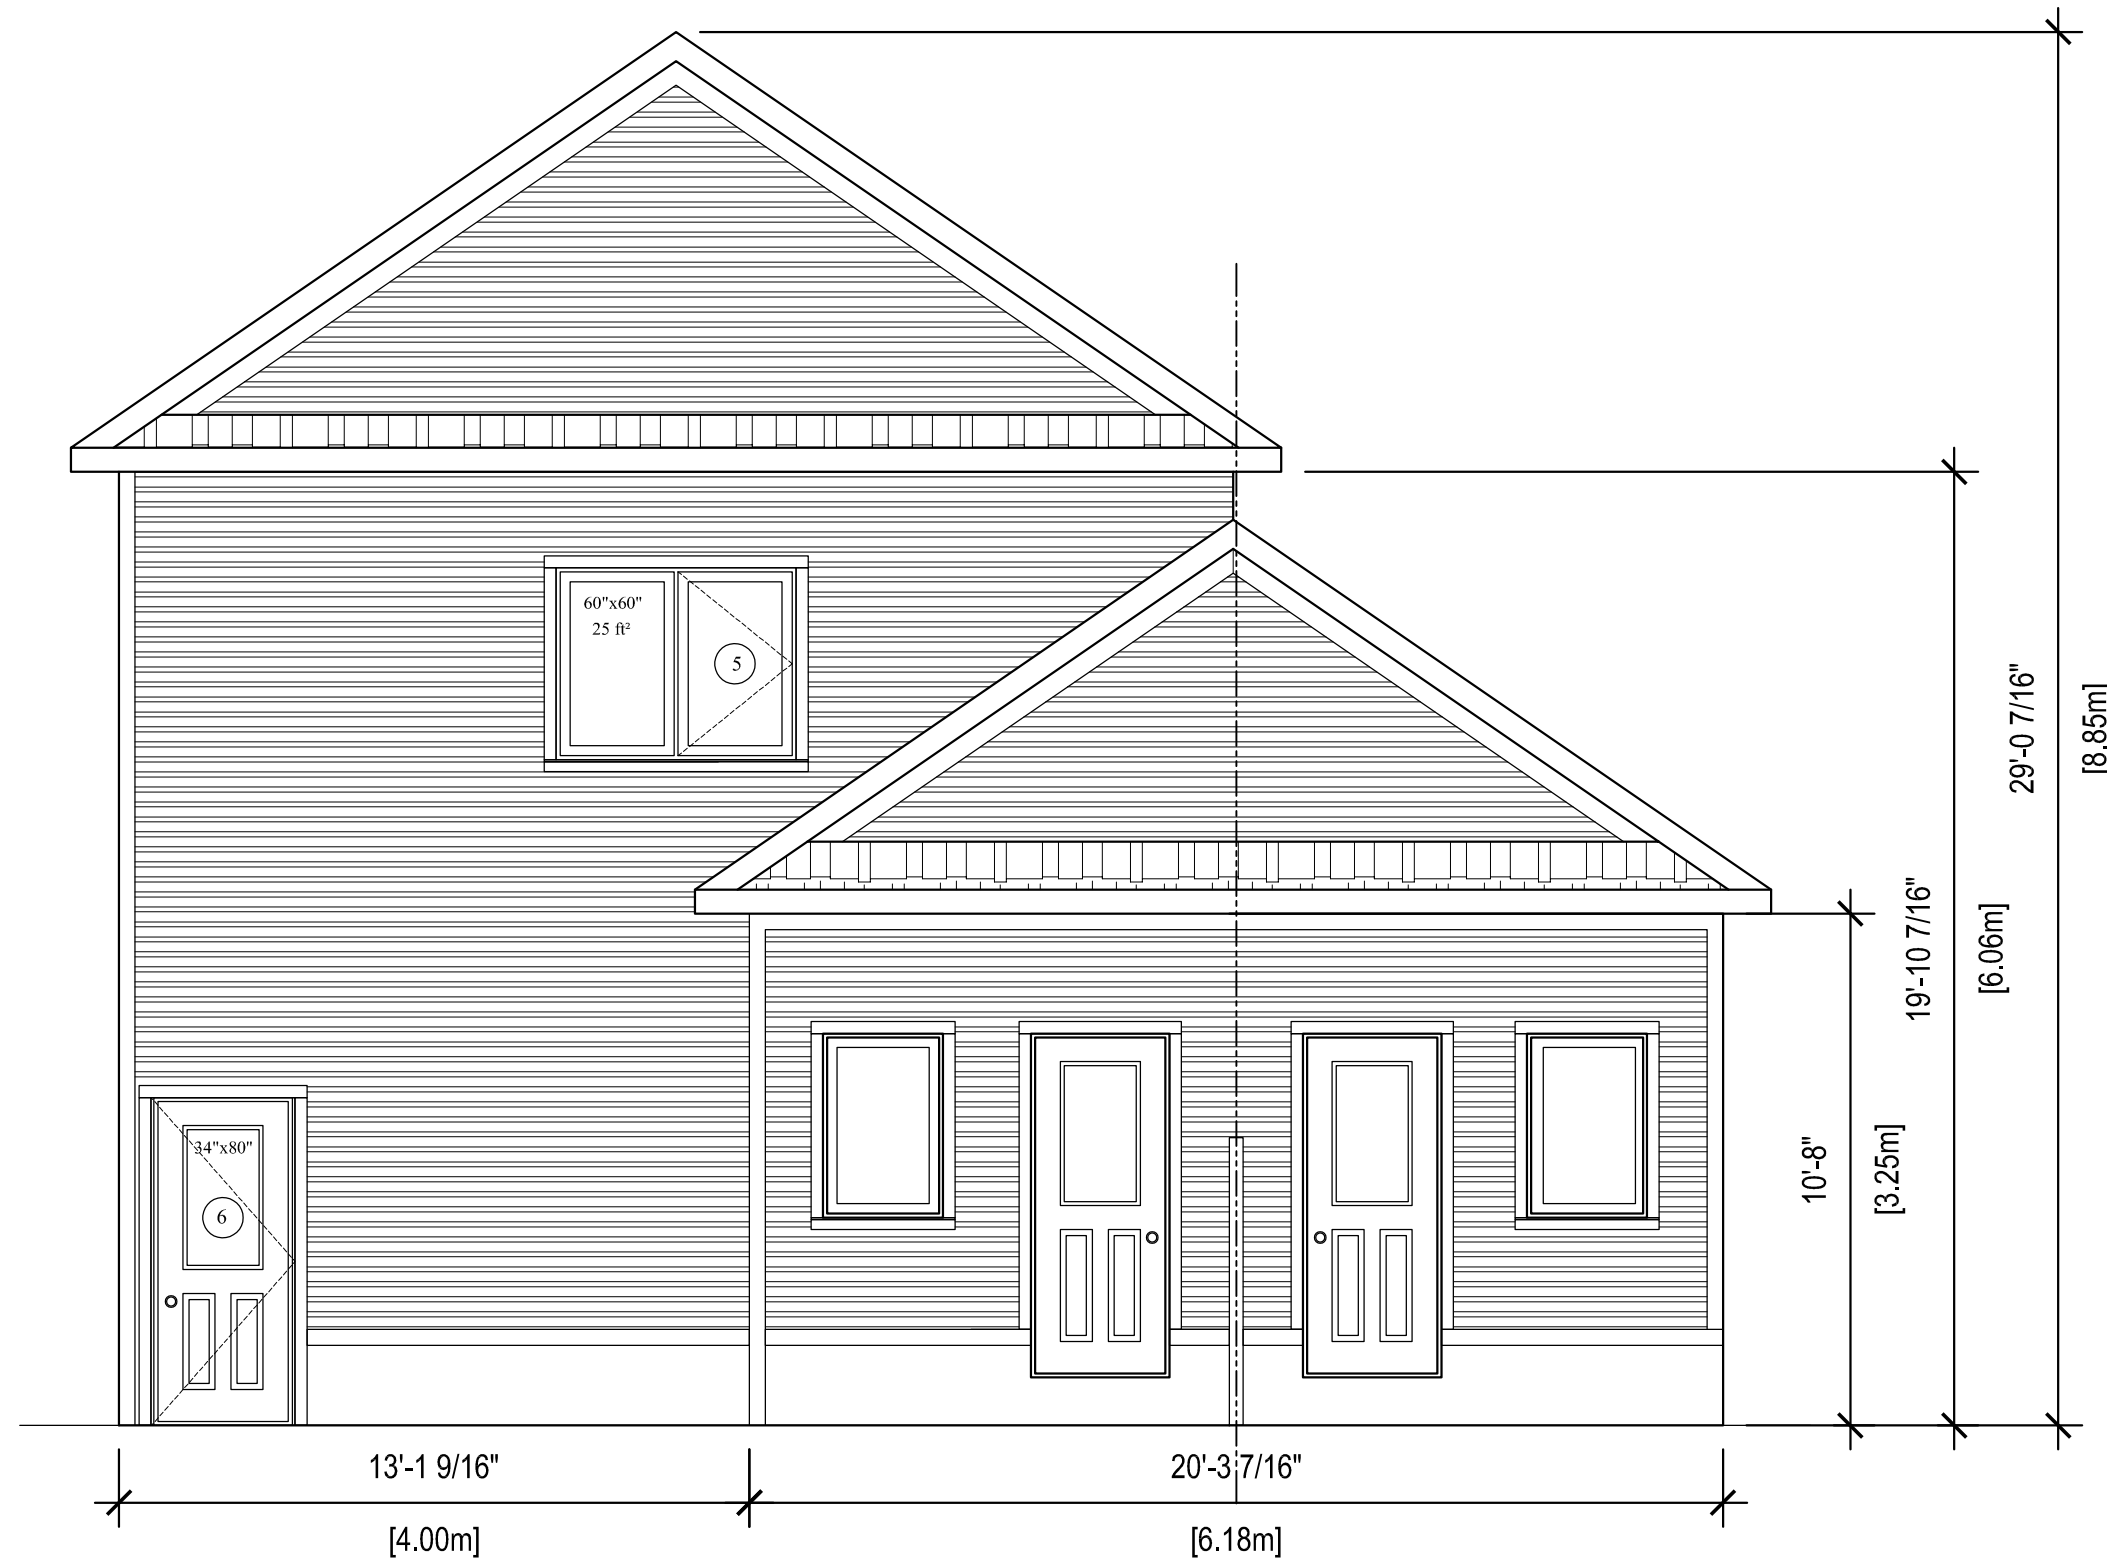 60"x60"
25 ft²
5
29'-0 7/16"
[8.85m]
19'-10 7/16"
[6.06m]
34"x80"
6
10'-8"
[3.25m]
13'-1 9/16"
20'-3 7/16"
[4.00m]
[6.18m]